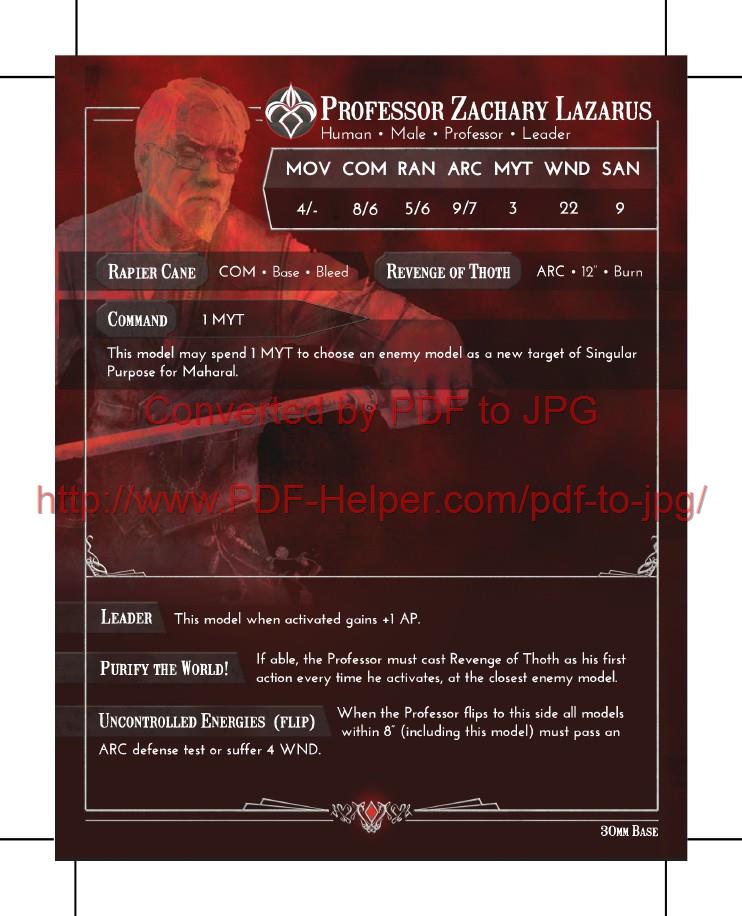 Professor Zachary Lazarus
Human • Male • Professor • Leader
MOV COM RAN ARC MYT WND SAN
4/- 8/6 5/6 9/7 3 22 9
Rapier Cane COM • Base • Bleed Revenge of Thoth ARC • 12" • Burn
Command 1 MYT
This model may spend 1 MYT to choose an enemy model as a new target of Singular
Purpose for Maharal.
Converted by PDF to JPG
http://www.PDF-Helper.com/pdf-to-jpg/
Leader This model when activated gains +1 AP.
Purify the World! If able, the Professor must cast Revenge of Thoth as his first
action every time he activates, at the closest enemy model.
Uncontrolled Energies (flip) When the Professor flips to this side all models
within 8" (including this model) must pass an
ARC defense test or suffer 4 WND.
30mm Base